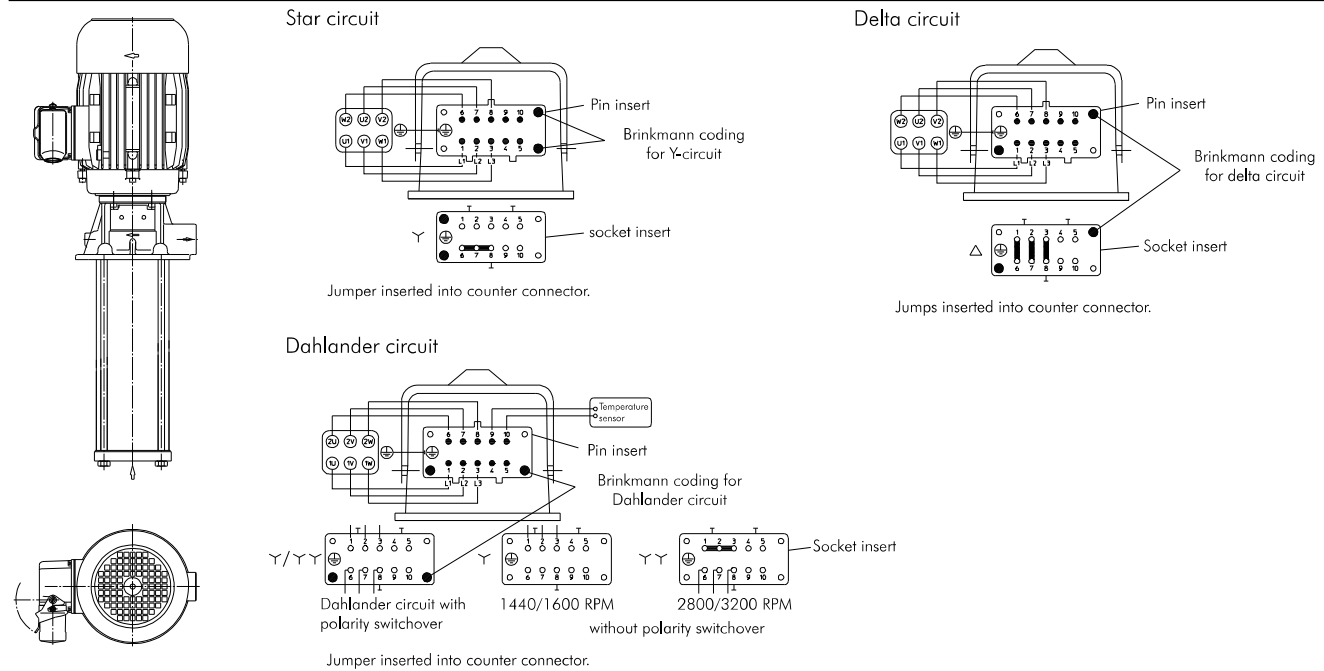 Star circuit
Delta circuit
6 7 8 9 10
W2 U2 V2
U1 V1 W1
1 2 3 4 5
L1 L2 L3
Pin insert
Brinkmann coding
for Y-circuit
1 2 3 4 5
6 7 8 9 10
socket insert
Jumper inserted into counter connector.
6 7 8 9 10
W2 U2 V2
U1 V1 W1
1 2 3 4 5
L1 L2 L3
Pin insert
Brinkmann coding
for delta circuit
1 2 3 4 5
6 7 8 9 10
Socket insert
Jumps inserted into counter connector.
Dahlander circuit
Temperature
sensor
6 7 8 9 10
2U 2V 2W
1U 1V 1W
1 2 3 4 5
L1 L2 L3
Pin insert
Brinkmann coding for
Dahlander circuit
1 2 3 4 5
6 7 8 9 10
Dahlander circuit with
polarity switchover
1 2 3 4 5
6 7 8 9 10
1440/1600 RPM
1 2 3 4 5
6 7 8 9 10
Socket insert
2800/3200 RPM
without polarity switchover
Jumper inserted into counter connector.